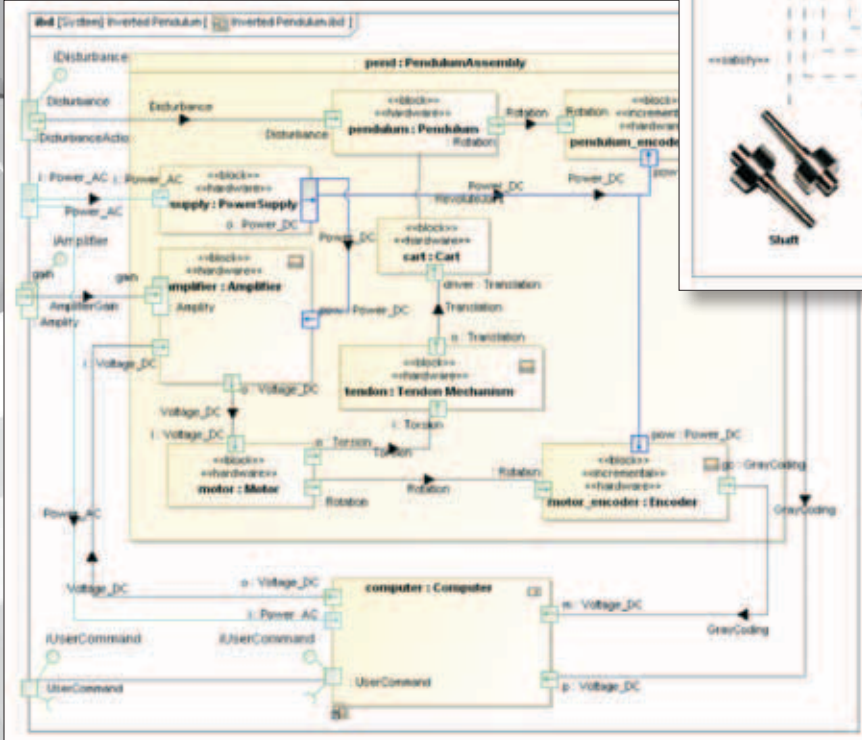 ibd [System] Inverted Pendulum [ Inverted Pendulum.ibd ]
iDisturbance
pend : PendulumAssembly
<<satisfy>>
Shaft
Disturbance
Disturbance
DisturbanceActio
Disturbance
<<block>>
<<hardware>>
pendulum : Pendulum
: Rotation
Rotation
Rotation
<<block>
<<increment
<<hardware
pendulum_encode
pow
i : Power_AC
i : Power_AC
Power_AC
<<block>>
<<hardware>>
supply : PowerSupply
o : Power_DC
Power_DC
Power_DC
Power_DC
iAmplifier
gain
AmplifierGain
: Amplify
gain
<<block>>
<<hardware>>
amplifier : Amplifier
: Amplify
pow : Power_DC
<<block>>
<<hardware>>
cart : Cart
driver : Translation
Translation
o : Translation
i : Voltage_DC
o : Voltage_DC
Voltage_DC
i : Voltage_DC
<<block>>
<<hardware>>
tendon : Tendon Mechanism
i : Torsion
o : Torsion
Torsion
<<block>>
<<hardware>>
motor : Motor
: Rotation
Rotation
: Rotation
pow : Power_DC
<<block>>
<<incremental>>
<<hardware>>
motor_encoder : Encoder
: GrayCoding
GrayCoding
Power_AC
Voltage_DC
o : Voltage_DC
i : Power_AC
computer : Computer
m : Voltage_DC
GrayCoding
iUserCommand
iUserCommand
: UserCommand
: UserCommand
p : Voltage_DC